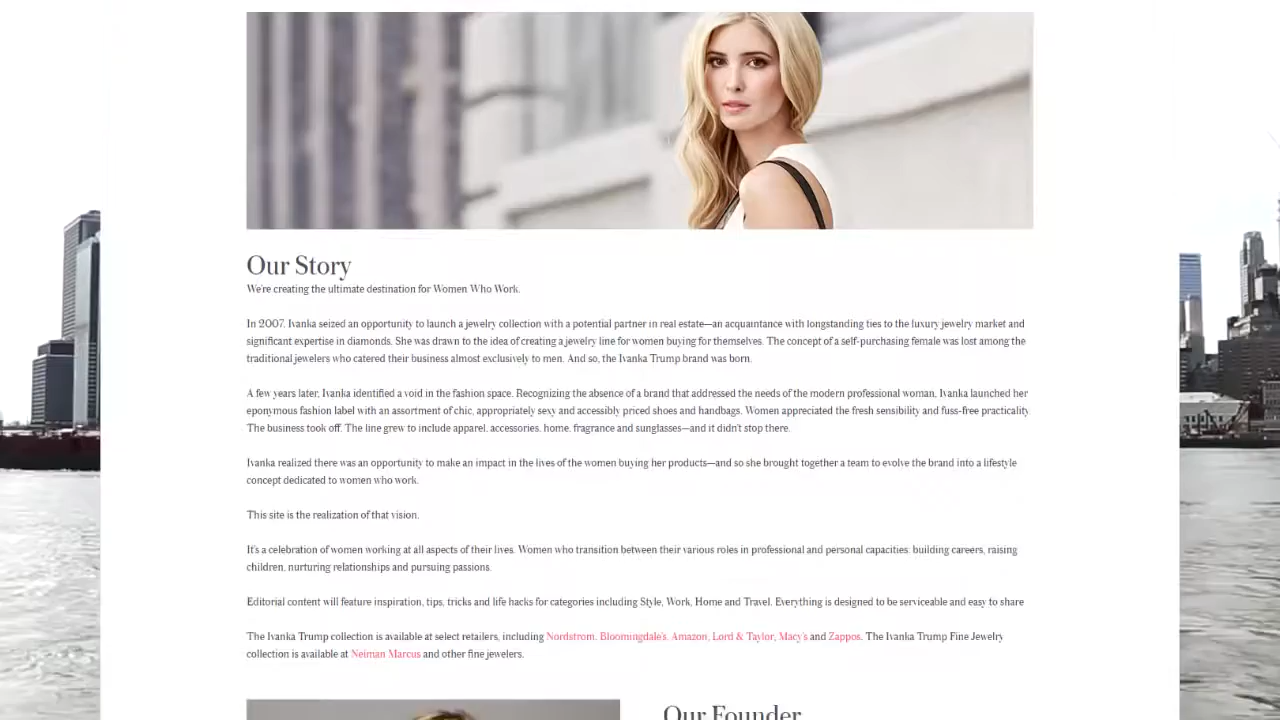 Our Story
We're creating the ultimate destination for Women Who Work.
In 2007, Ivanka seized an opportunity to launch a jewelry collection with a potential partner in real estate—an acquaintance with longstanding ties to the luxury jewelry market and
significant expertise in diamonds. She was drawn to the idea of creating a jewelry line for women buying for themselves. The concept of a self-purchasing female was lost among the
traditional jewelers who catered their business almost exclusively to men. And so, the Ivanka Trump brand was born.
A few years later, Ivanka identified a void in the fashion space. Recognizing the absence of a brand that addressed the needs of the modern professional woman, Ivanka launched her
eponymous fashion label with an assortment of chic, appropriately sexy and accessibly priced shoes and handbags. Women appreciated the fresh sensibility and fuss-free practicality
The business took off. The line grew to include apparel, accessories, home, fragrance and sunglasses—and it didn't stop there.
Ivanka realized there was an opportunity to make an impact in the lives of the women buying her products—and so she brought together a team to evolve the brand into a lifestyle
concept dedicated to women who work.
This site is the realization of that vision.
It's a celebration of women working at all aspects of their lives. Women who transition between their various roles in professional and personal capacities: building careers, raising
children, nurturing relationships and pursuing passions.
Editorial content will feature inspiration, tips, tricks and life hacks for categories including Style, Work, Home and Travel. Everything is designed to be serviceable and easy to share
The Ivanka Trump collection is available at select retailers, including Nordstrom, Bloomingdale's, Amazon, Lord & Taylor, Macy's and Zappos. The Ivanka Trump Fine Jewelry
collection is available at Neiman Marcus and other fine jewelers.
Our Founder